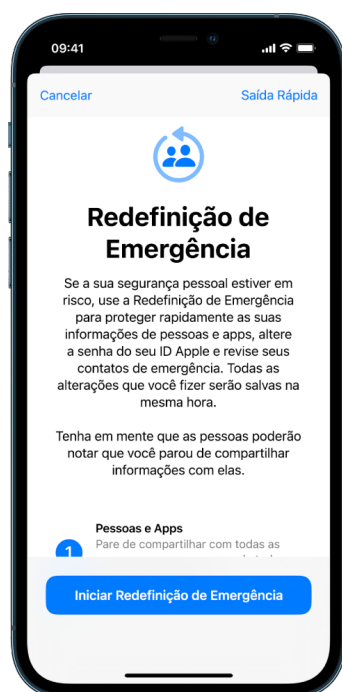 09:41
Cancelar Saída Rápida
Redefinição de
Emergência
Se a sua segurança pessoal estiver em
risco, use a Redefinição de Emergência
para proteger rapidamente as suas
informações de pessoas e apps, altere
a senha do seu ID Apple e revise seus
contatos de emergência. Todas as
alterações que você fizer serão salvas na
mesma hora.
Tenha em mente que as pessoas poderão
notar que você parou de compartilhar
informações com elas.
Pessoas e Apps
1 Pare de compartilhar com todas as
Iniciar Redefinição de Emergência